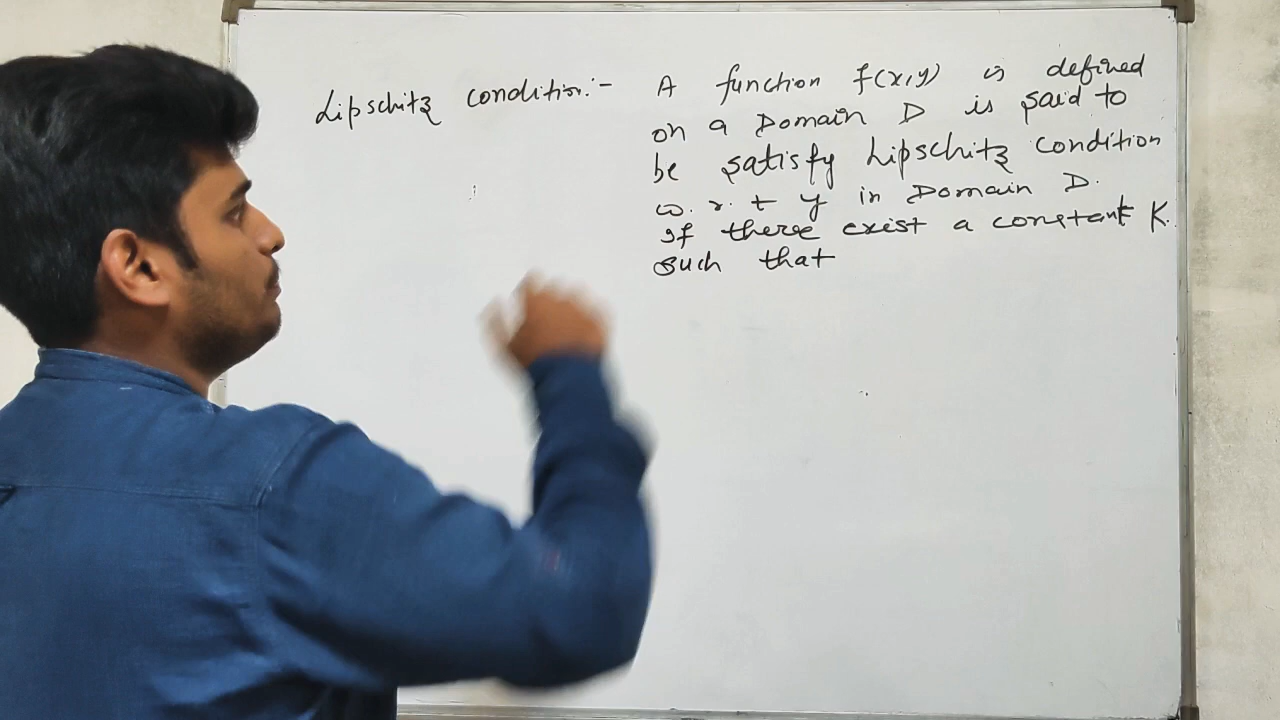 Lipschitz condition:- A function f(x,y) is defined
on a Domain D is said to
be satisfy Lipschitz condition
w.r.t y in Domain D.
If there exist a constant K.
such that